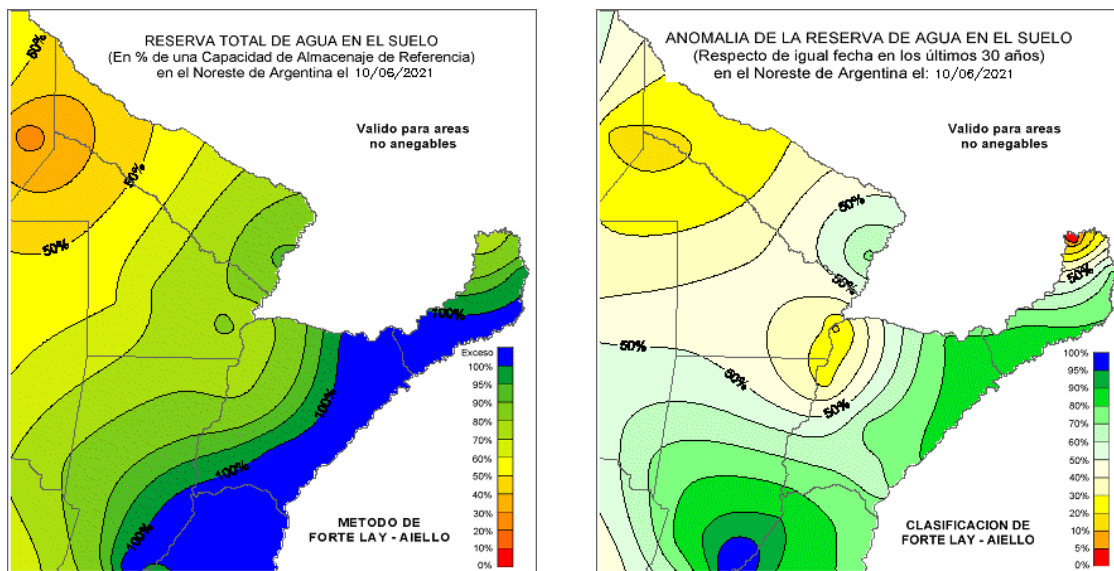 RESERVA TOTAL DE AGUA EN EL SUELO
(En % de una Capacidad de Almacenaje de Referencia)
en el Noreste de Argentina el 10/06/2021
Valido para areas
no anegables
50%
50%
50%
100%
100%
100%
100%
Exceso
100%
95%
90%
80%
70%
60%
50%
40%
30%
20%
10%
0%
METODO DE
FORTE LAY - AIELLO
ANOMALIA DE LA RESERVA DE AGUA EN EL SUELO
(Respecto de igual fecha en los últimos 30 años)
en el Noreste de Argentina el: 10/06/2021
Valido para areas
no anegables
50%
50%
50%
50%
50%
50%
100%
95%
90%
80%
70%
60%
50%
40%
30%
20%
10%
5%
0%
CLASIFICACION DE
FORTE LAY - AIELLO